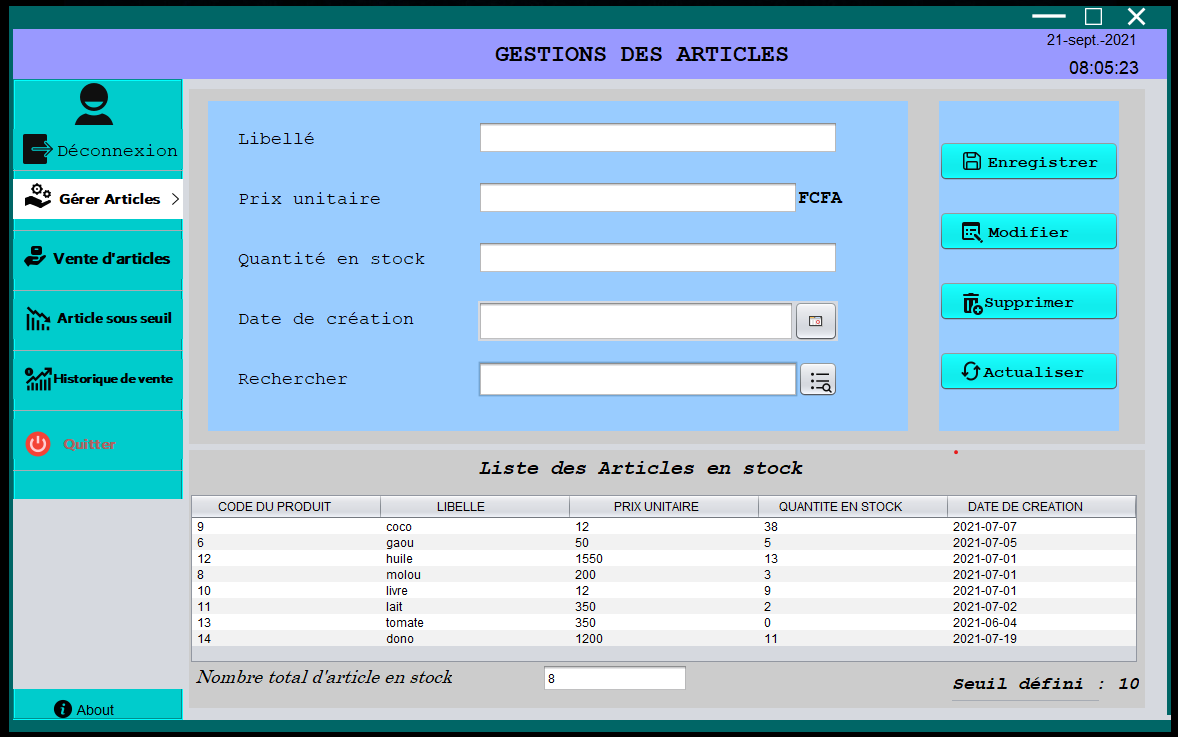 GESTIONS DES ARTICLES
21-sept.-2021
08:05:23
Déconnexion
Gérer Articles
Vente d'articles
Article sous seuil
Historique de vente
Quitter
About
Libellé
Prix unitaire FCFA
Quantité en stock
Date de création
Rechercher
Enregistrer
Modifier
Supprimer
Actualiser
Liste des Articles en stock
CODE DU PRODUIT LIBELLE PRIX UNITAIRE QUANTITE EN STOCK DATE DE CREATION
9 coco 12 38 2021-07-07
6 gaou 50 5 2021-07-05
12 huile 1550 13 2021-07-01
8 molou 200 3 2021-07-01
10 livre 12 9 2021-07-01
11 lait 350 2 2021-07-02
13 tomate 350 0 2021-06-04
14 dono 1200 11 2021-07-19
Nombre total d'article en stock 8
Seuil défini : 10